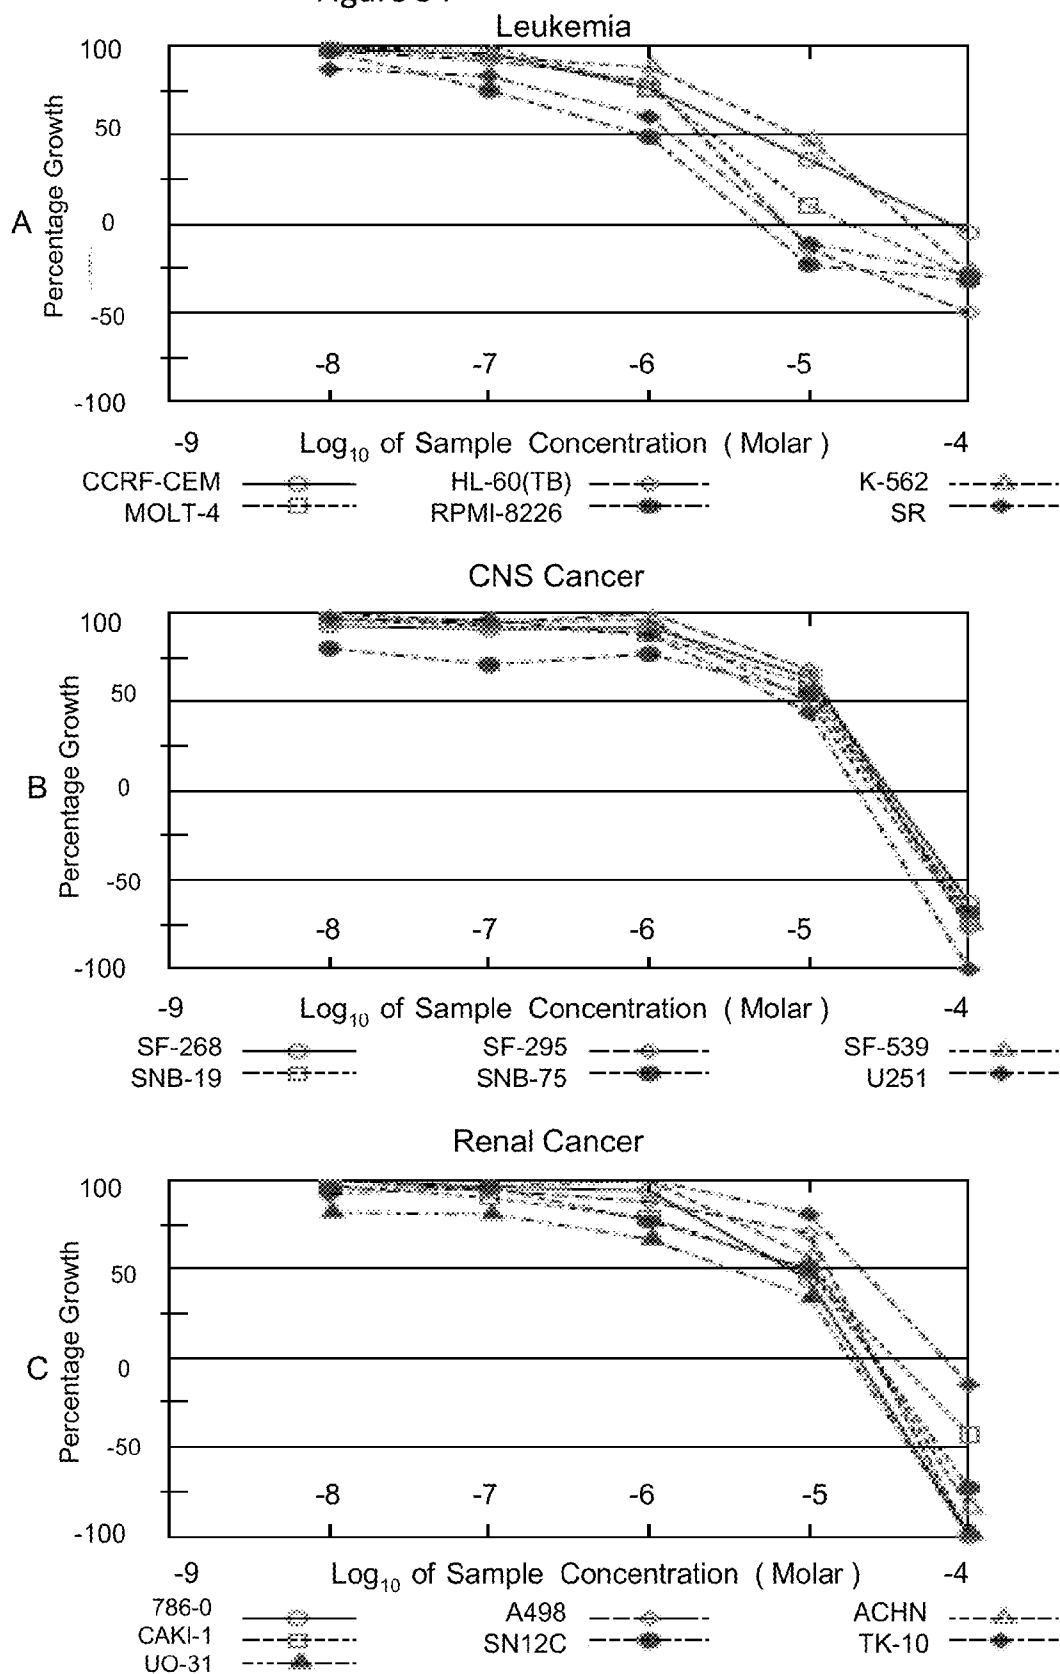 Leukemia
100
50
0
-50
-100
A
Percentage Growth
-8 -7 -6 -5
-9 Log10 of Sample Concentration ( Molar ) -4
CCRF-CEM HL-60(TB) K-562
MOLT-4 RPMI-8226 SR
CNS Cancer
100
50
0
-50
-100
B
Percentage Growth
-8 -7 -6 -5
-9 Log10 of Sample Concentration ( Molar ) -4
SF-268 SF-295 SF-539
SNB-19 SNB-75 U251
Renal Cancer
100
50
0
-50
-100
C
Percentage Growth
-8 -7 -6 -5
-9 Log10 of Sample Concentration ( Molar ) -4
786-0 A498 ACHN
CAKI-1 SN12C TK-10
UO-31